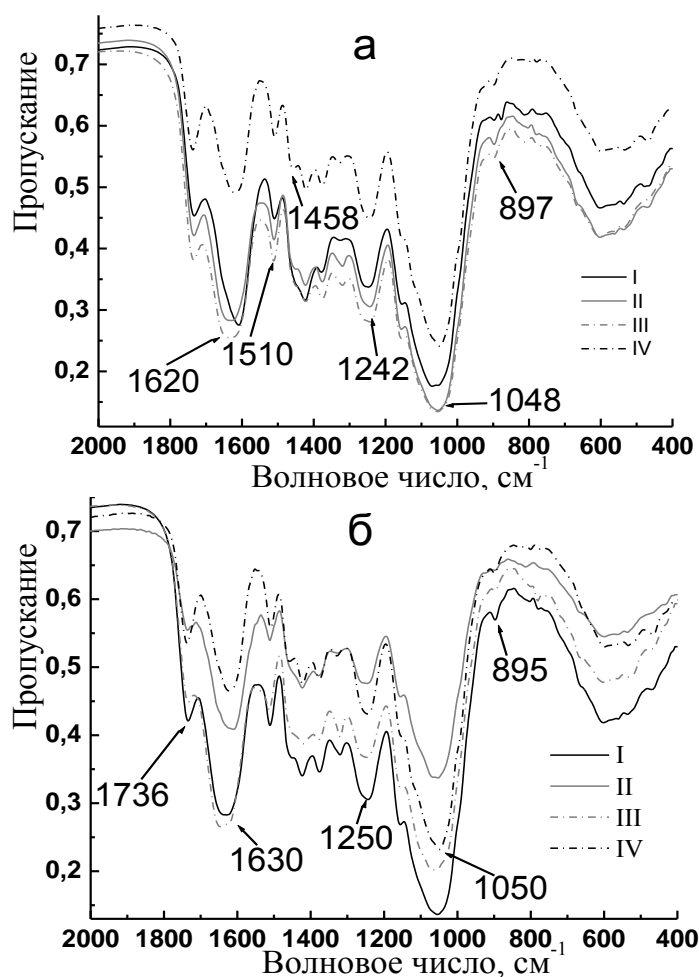 а
Пропускание
0,7
0,6
0,5
0,4
0,3
0,2
1458
897
I
II
III
IV
1620
1510
1242
1048
2000 1800 1600 1400 1200 1000 800 600 400
Волновое число, см-1
б
Пропускание
0,7
0,6
0,5
0,4
0,3
0,2
895
I
II
III
IV
1736
1630
1250
1050
2000 1800 1600 1400 1200 1000 800 600 400
Волновое число, см-1